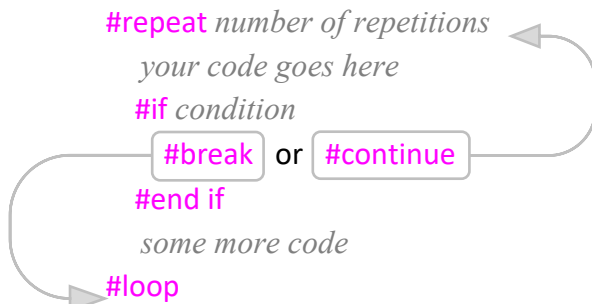 #repeat number of repetitions
your code goes here
#if condition
#break or #continue
#end if
some more code
#loop